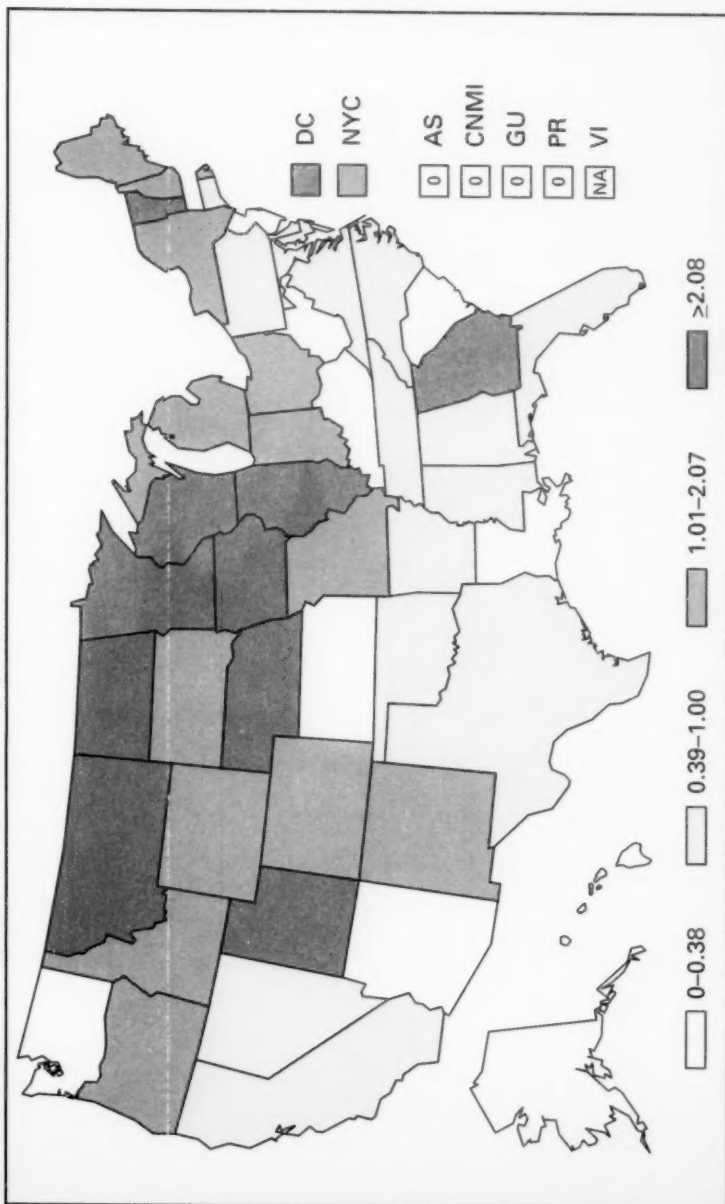 DC
NYC
0 AS
0 CNMI
0 GU
0 PR
NA VI
0–0.38 0.39–1.00 1.01–2.07 ≥2.08